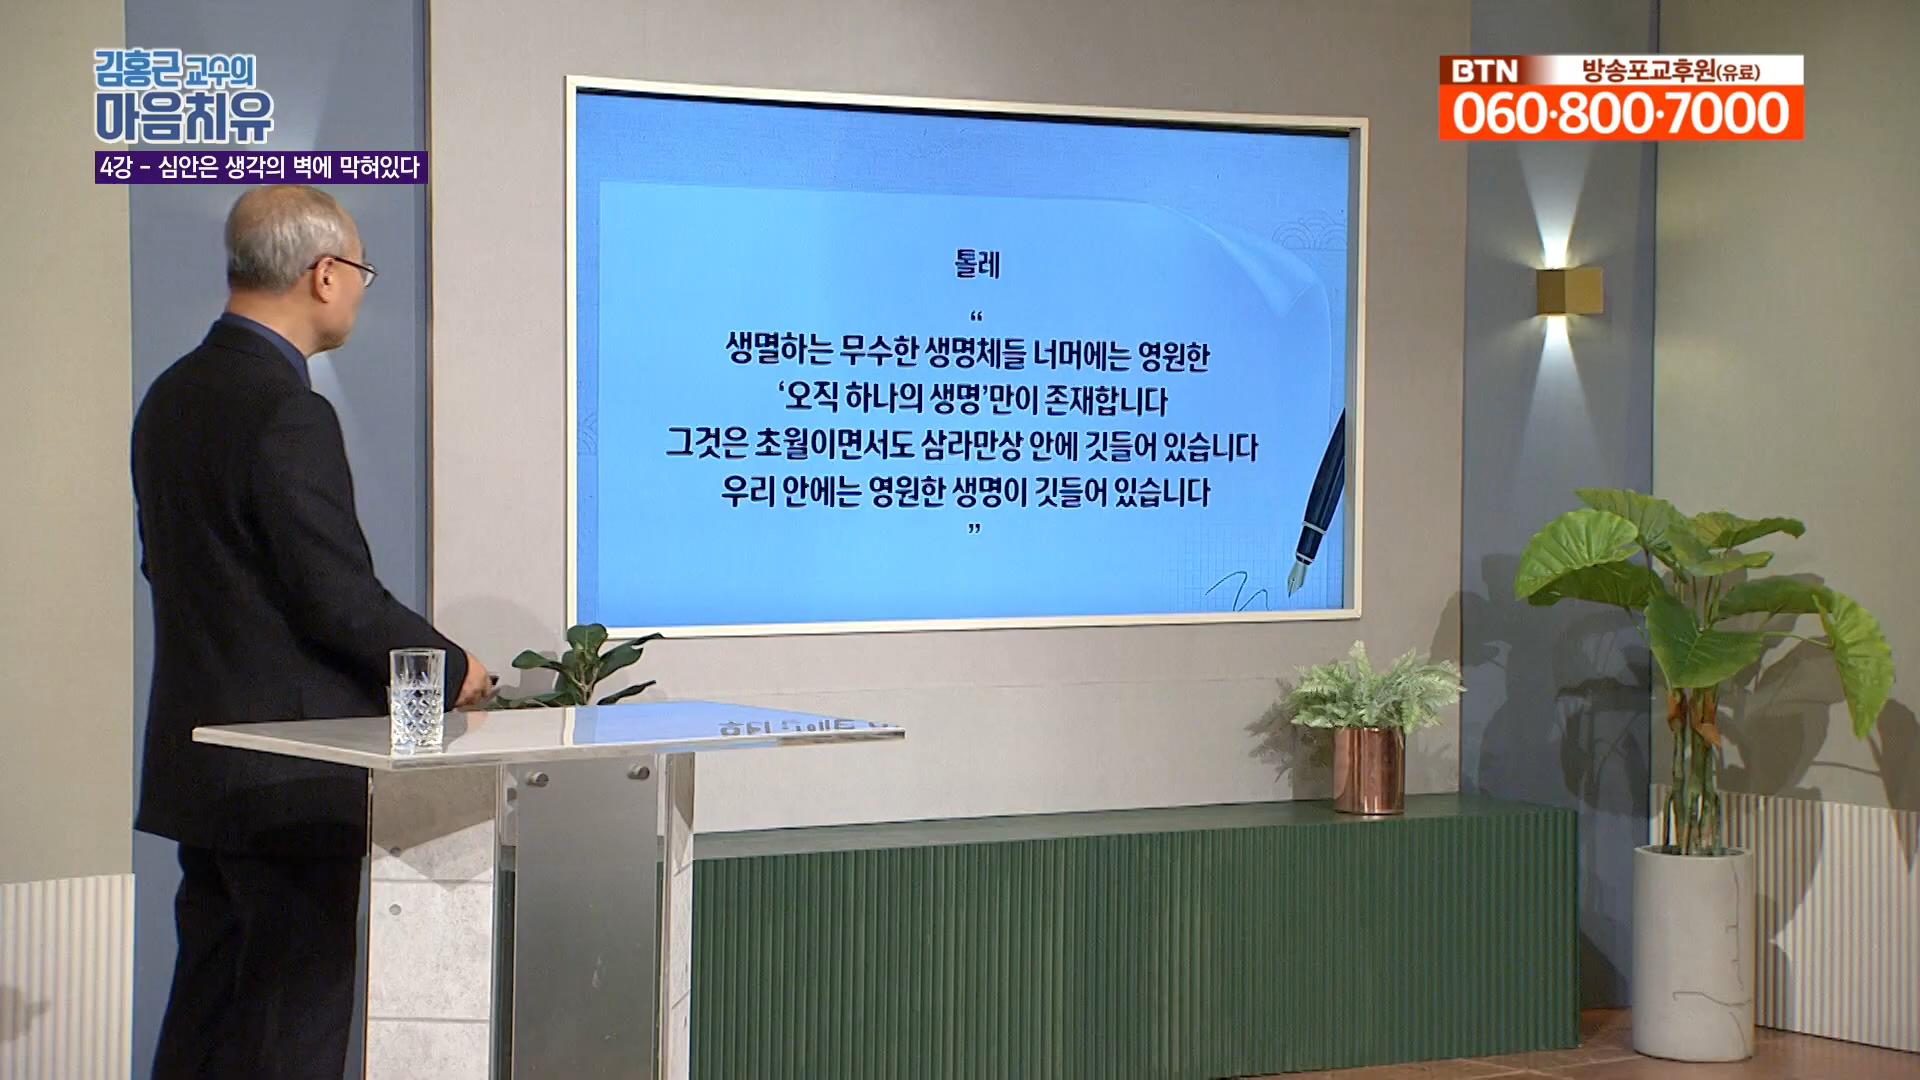 김홍근 교수의
마음치유
4강 - 심안은 생각의 벽에 막혀있다
BTN 방송포교후원(유료)
060·800·7000
톨레
“
생멸하는 무수한 생명체들 너머에는 영원한
‘오직 하나의 생명’만이 존재합니다
그것은 초월이면서도 삼라만상 안에 깃들어 있습니다
우리 안에는 영원한 생명이 깃들어 있습니다
”